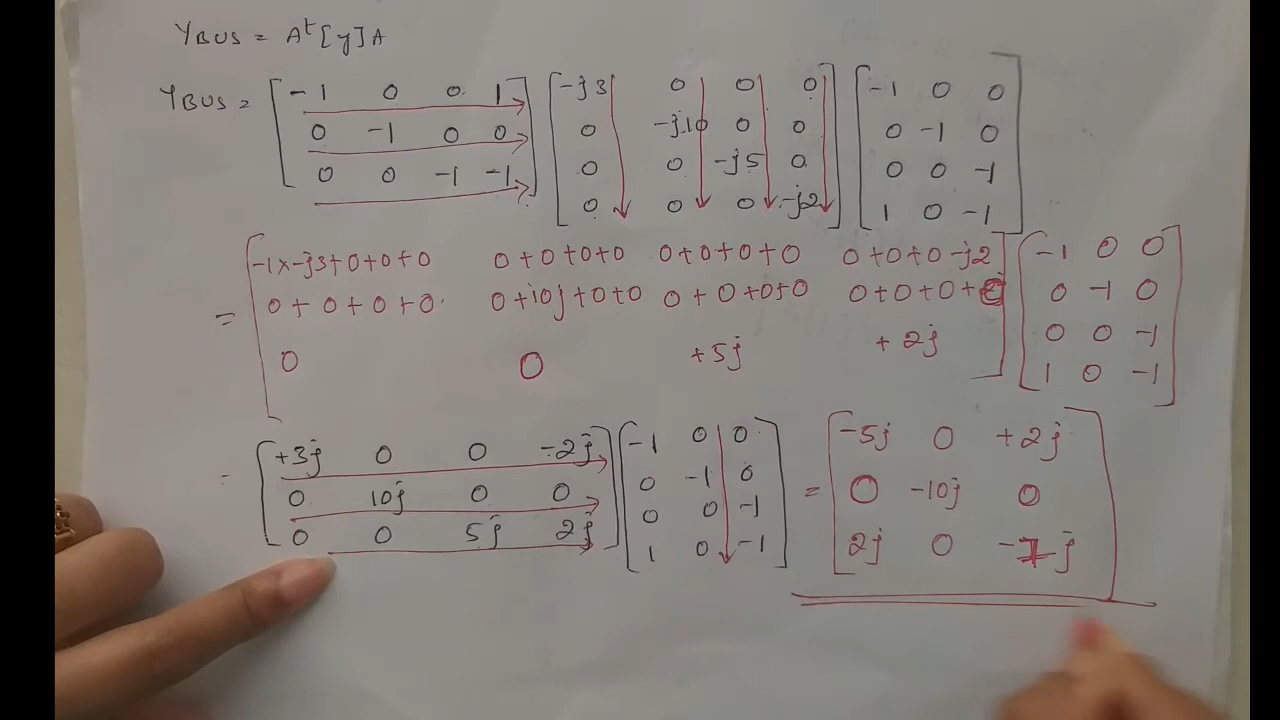 YBUS = Aᵗ[y]A
YBUS = [-1 0 0 1] [-j3 0 0 0] [-1 0 0]
[0 -1 0 0] [0 -j10 0 0] [0 -1 0]
[0 0 -1 -1] [0 0 -j5 0] [0 0 -1]
[0 0 0 -j2] [1 0 -1]
= [-1x-j3+0+0+0 0+0+0+0 0+0+0+0 0+0+0-j2] [-1 0 0]
[0+0+0+0 0+10j+0+0 0+0+0+0 0+0+0+0] [0 -1 0]
[0 0 +5j +2j] [0 0 -1]
[1 0 -1]
= [+3j 0 0 -2j] [-1 0 0] = [-5j 0 +2j]
[0 10j 0 0] [0 -1 0] [0 -10j 0]
[0 0 5j 2j] [0 0 -1] [2j 0 -7j]
[1 0 -1]